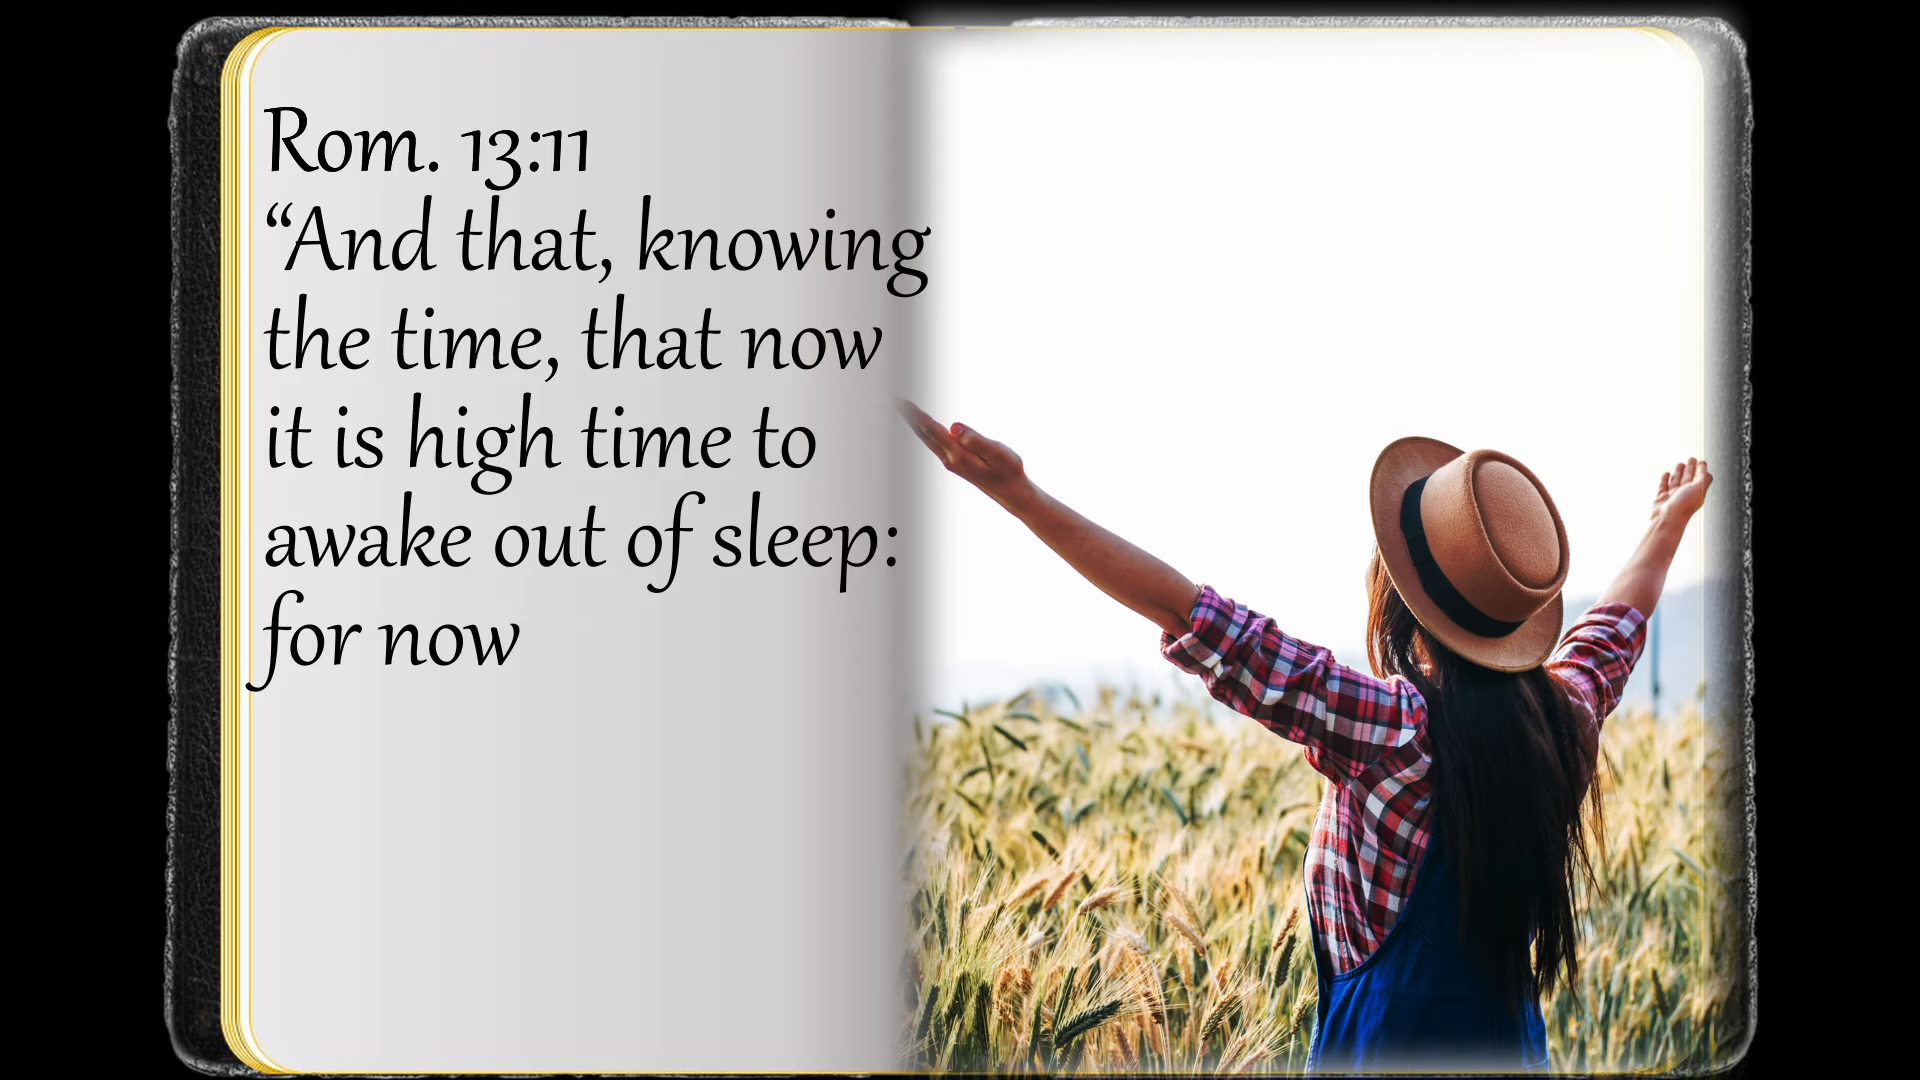 Rom. 13:11
“And that, knowing
the time, that now
it is high time to
awake out of sleep:
for now